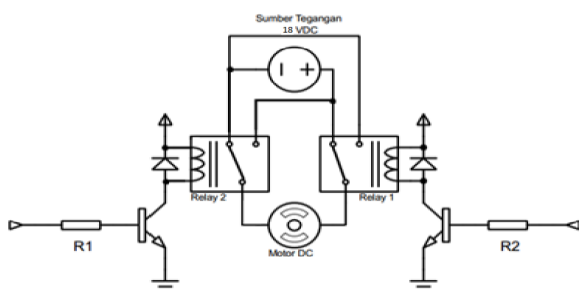 Sumber Tegangan
18 VDC
Relay 2
Relay 1
R1
Motor DC
R2